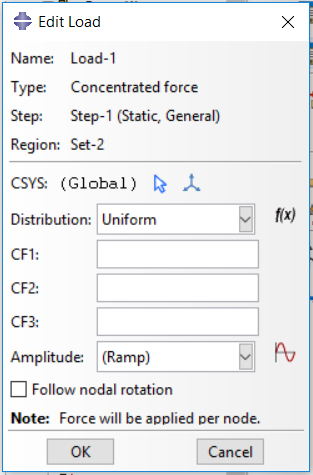 Edit Load
Name: Load-1
Type: Concentrated force
Step: Step-1 (Static, General)
Region: Set-2
CSYS: (Global)
Distribution: Uniform f(x)
CF1:
CF2:
CF3:
Amplitude: (Ramp)
Follow nodal rotation
Note: Force will be applied per node.
OK Cancel